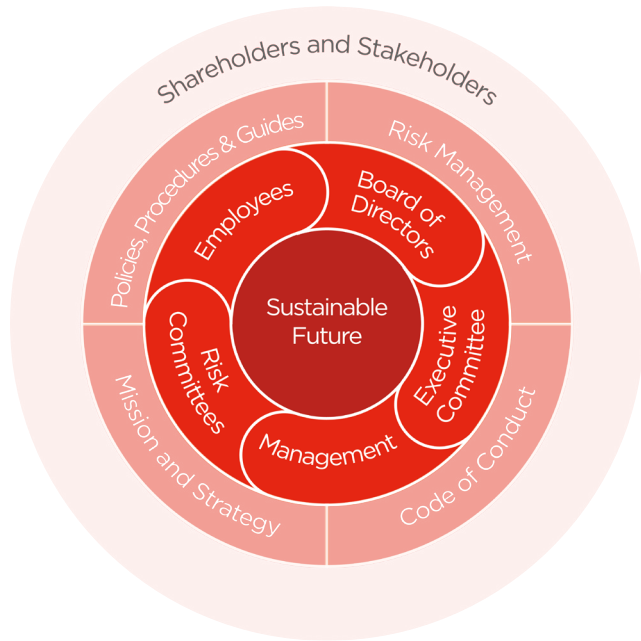 Shareholders and Stakeholders
Policies, Procedures & Guides
Risk Management
Employees
Board of
Directors
Sustainable
Future
Executive
Committee
Risk
Committees
Management
Mission and Strategy
Code of Conduct